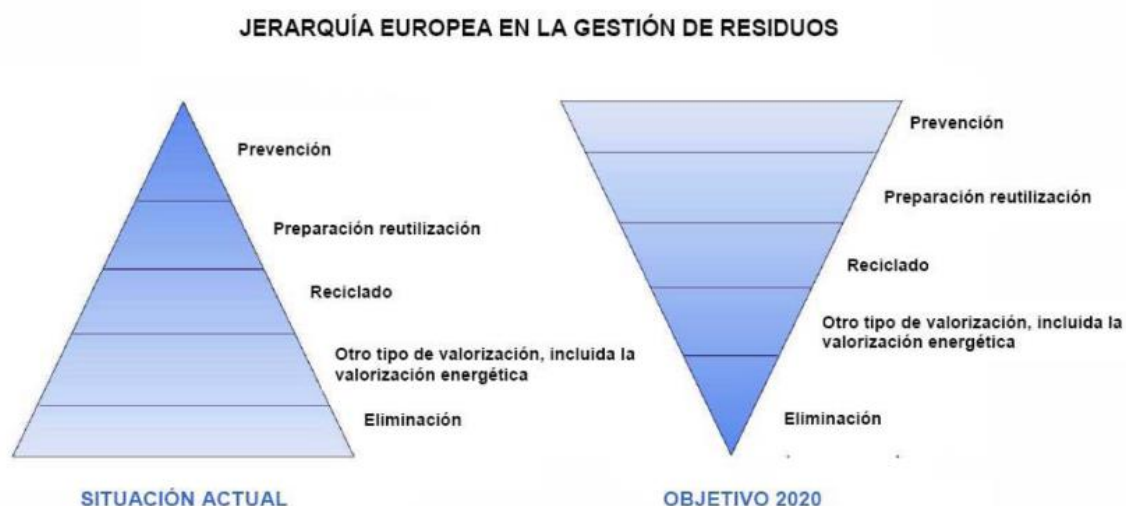 JERARQUÍA EUROPEA EN LA GESTIÓN DE RESIDUOS
Prevención
Preparación reutilización
Reciclado
Otro tipo de valorización, incluida la
valorización energética
Eliminación
SITUACIÓN ACTUAL
Prevención
Preparación reutilización
Reciclado
Otro tipo de valorización, incluida la
valorización energética
Eliminación
OBJETIVO 2020